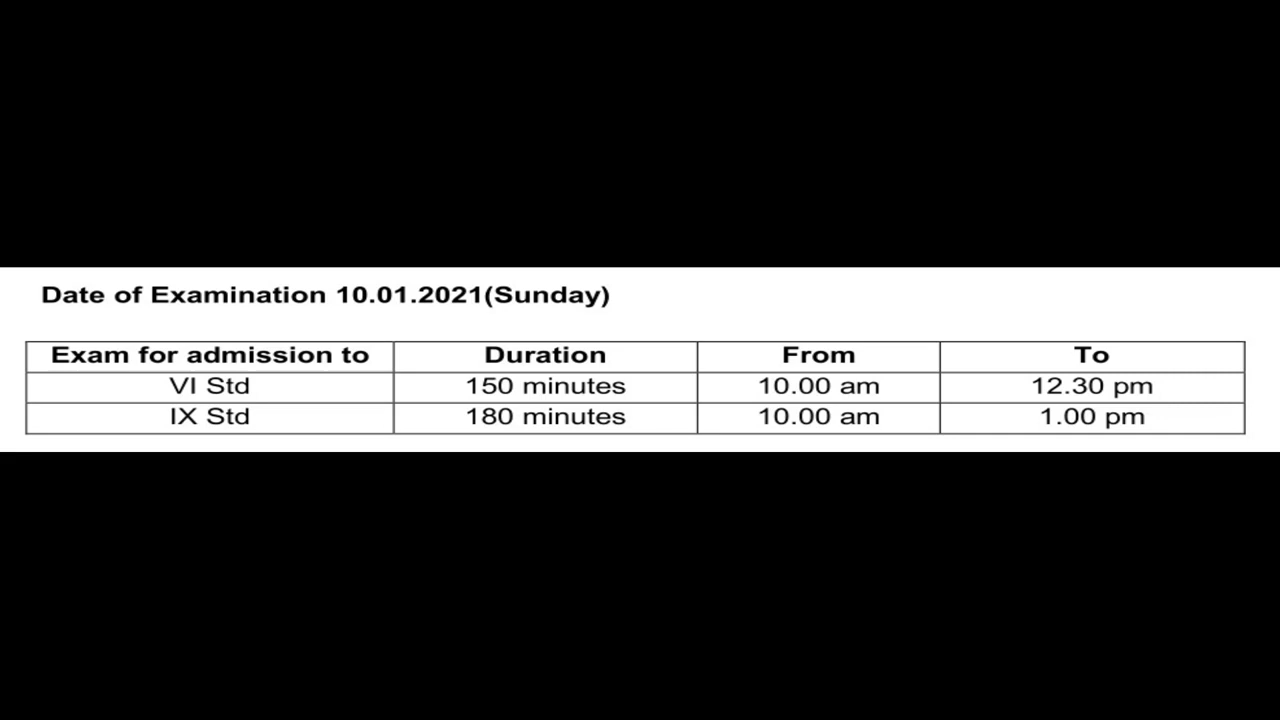 Date of Examination 10.01.2021(Sunday)
Exam for admission to Duration From To
VI Std 150 minutes 10.00 am 12.30 pm
IX Std 180 minutes 10.00 am 1.00 pm